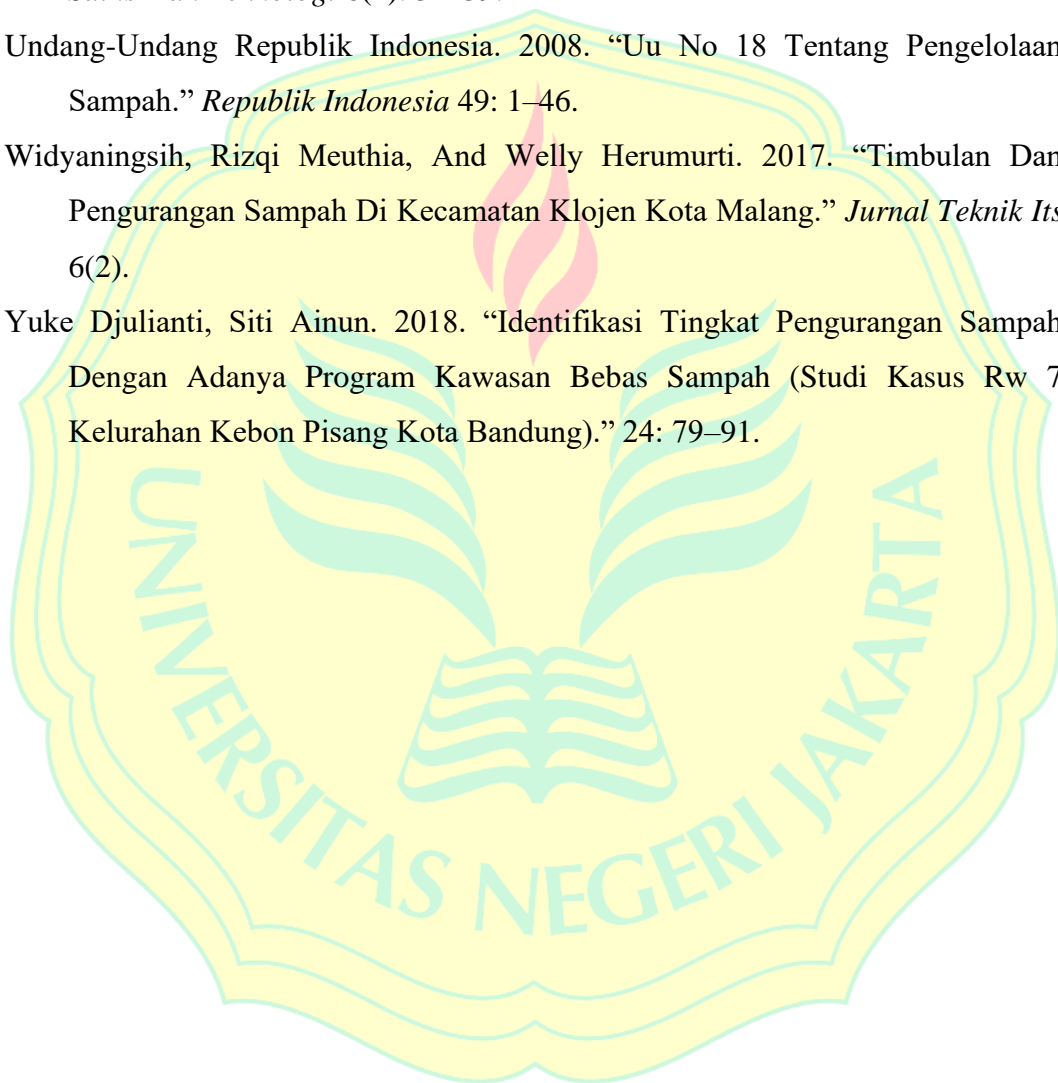 Undang-Undang Republik Indonesia. 2008. “Uu No 18 Tentang Pengelolaan
Sampah.” Republik Indonesia 49: 1–46.
Widyaningsih, Rizqi Meuthia, And Welly Herumurti. 2017. “Timbulan Dan
Pengurangan Sampah Di Kecamatan Klojen Kota Malang.” Jurnal Teknik Its
6(2).
Yuke Djulianti, Siti Ainun. 2018. “Identifikasi Tingkat Pengurangan Sampah
Dengan Adanya Program Kawasan Bebas Sampah (Studi Kasus Rw 7
Kelurahan Kebon Pisang Kota Bandung).” 24: 79–91.
UNIVERSITAS NEGERI JAKARTA